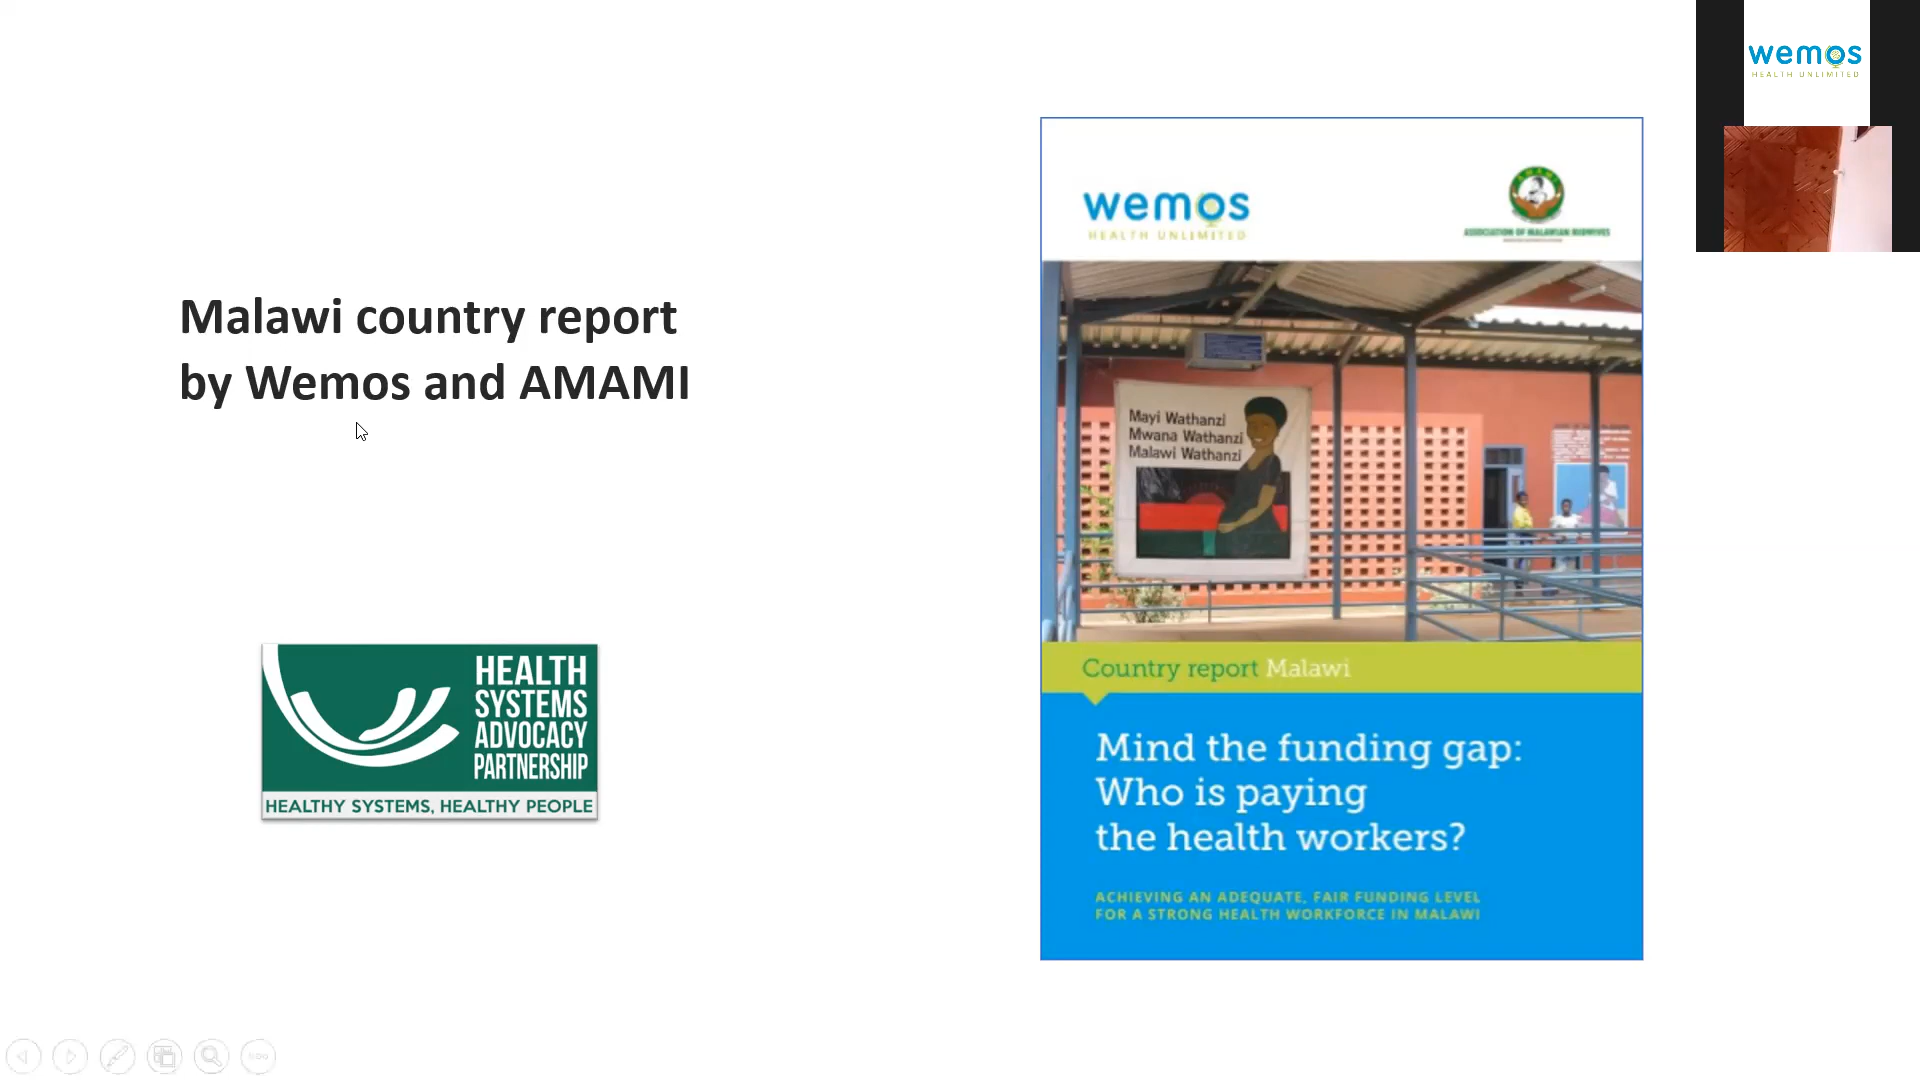 Malawi country report
by Wemos and AMAMI
HEALTH
SYSTEMS
ADVOCACY
PARTNERSHIP
HEALTHY SYSTEMS, HEALTHY PEOPLE
wemos
HEALTH UNLIMITED
AMAMI
ASSOCIATION OF MALAWIAN MIDWIVES
Mayi Wathanzi
Mwana Wathanzi
Malawi Wathanzi
Country report Malawi
Mind the funding gap:
Who is paying
the health workers?
ACHIEVING AN ADEQUATE, FAIR FUNDING LEVEL
FOR A STRONG HEALTH WORKFORCE IN MALAWI
wemos
HEALTH UNLIMITED